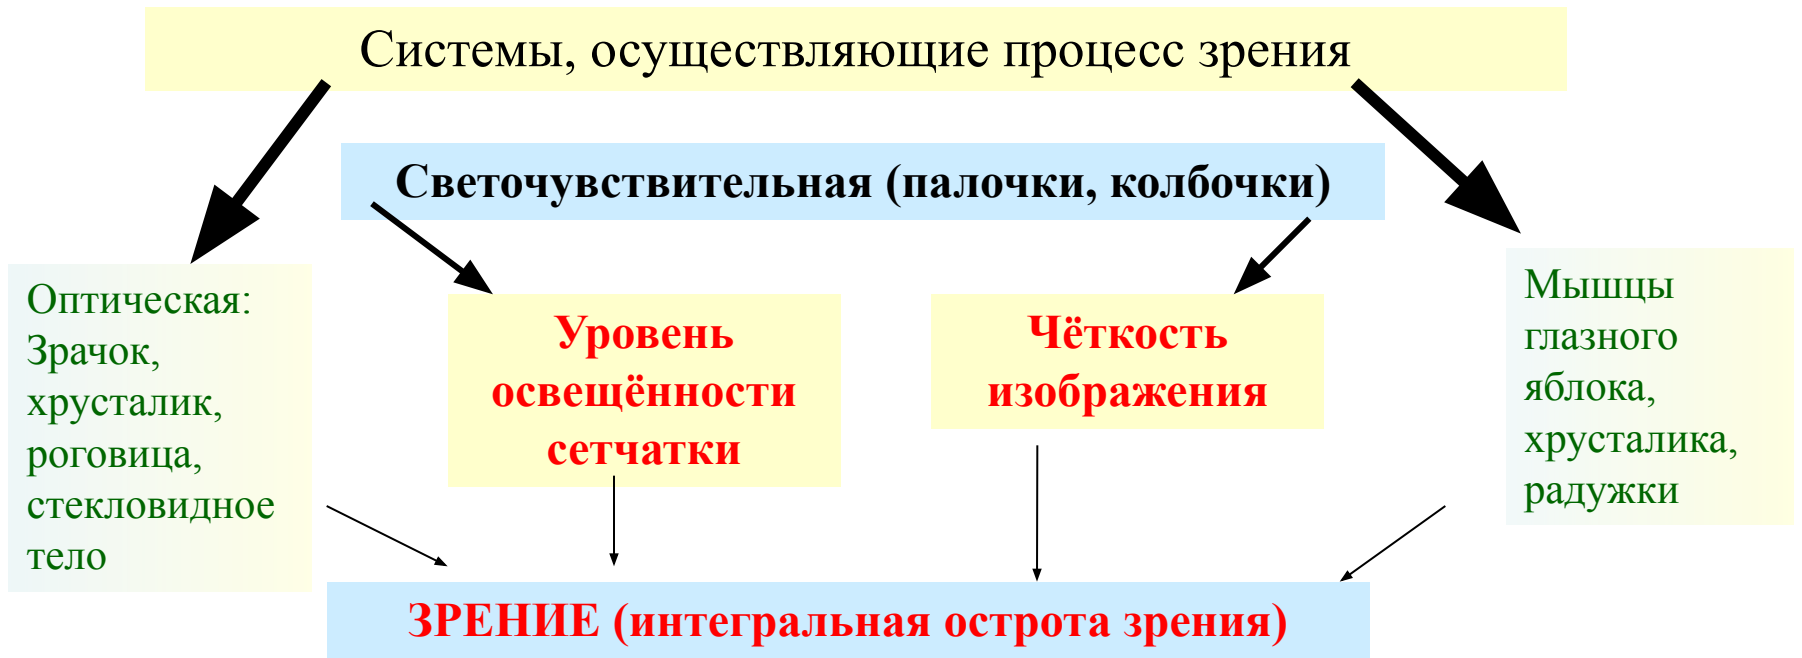 Системы, осуществляющие процесс зрения
Светочувствительная (палочки, колбочки)
Оптическая:
Зрачок,
хрусталик,
роговица,
стекловидное
тело
Уровень
освещённости
сетчатки
Чёткость
изображения
Мышцы
глазного
яблока,
хрусталика,
радужки
ЗРЕНИЕ (интегральная острота зрения)